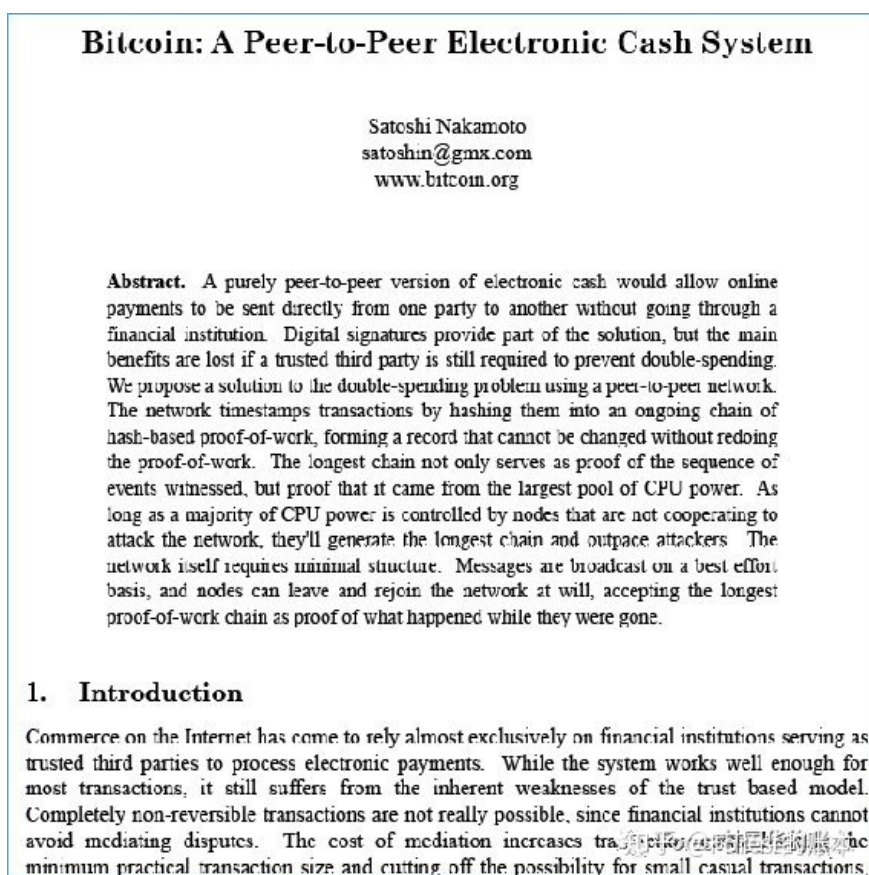 Bitcoin: A Peer-to-Peer Electronic Cash System
Satoshi Nakamoto
satoshin@gmx.com
www.bitcoin.org
Abstract. A purely peer-to-peer version of electronic cash would allow online
payments to be sent directly from one party to another without going through a
financial institution. Digital signatures provide part of the solution, but the main
benefits are lost if a trusted third party is still required to prevent double-spending.
We propose a solution to the double-spending problem using a peer-to-peer network.
The network timestamps transactions by hashing them into an ongoing chain of
hash-based proof-of-work, forming a record that cannot be changed without redoing
the proof-of-work. The longest chain not only serves as proof of the sequence of
events witnessed, but proof that it came from the largest pool of CPU power. As
long as a majority of CPU power is controlled by nodes that are not cooperating to
attack the network, they'll generate the longest chain and outpace attackers. The
network itself requires minimal structure. Messages are broadcast on a best effort
basis, and nodes can leave and rejoin the network at will, accepting the longest
proof-of-work chain as proof of what happened while they were gone.
1. Introduction
Commerce on the Internet has come to rely almost exclusively on financial institutions serving as
trusted third parties to process electronic payments. While the system works well enough for
most transactions, it still suffers from the inherent weaknesses of the trust based model.
Completely non-reversible transactions are not really possible, since financial institutions cannot
avoid mediating disputes. The cost of mediation increases
知乎
minimum practical transaction size and cutting off the possibility for small casual transactions,